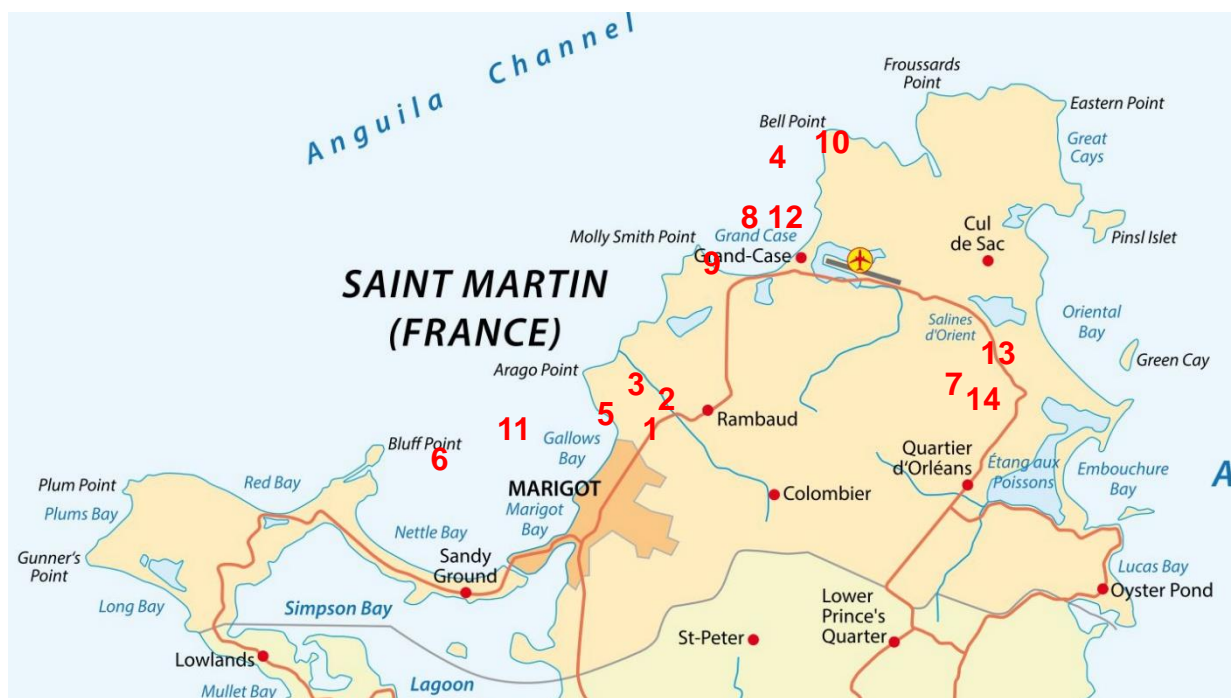 Anguila Channel
Froussards
Point
Eastern Point
Bell Point
10
Great
Cays
4
8
12
Cul
de Sac
Pinsl Islet
Molly Smith Point
Grand Case
Grand-Case
9
SAINT MARTIN
(FRANCE)
Oriental
Bay
Salines
d'Orient
13
Green Cay
Arago Point
3
2
7
14
5
1
Rambaud
11
Gallows
Bay
Bluff Point
6
Quartier
d'Orléans
Étang aux
Poissons
Embouchure
Bay
A
Plum Point
Red Bay
MARIGOT
Colombier
Plums Bay
Marigot
Bay
Nettle Bay
Gunner's
Point
Sandy
Ground
Lucas Bay
Oyster Pond
Long Bay
Simpson Bay
Lower
Prince's
Quarter
St-Peter
Lowlands
Mullet Bay
Lagoon